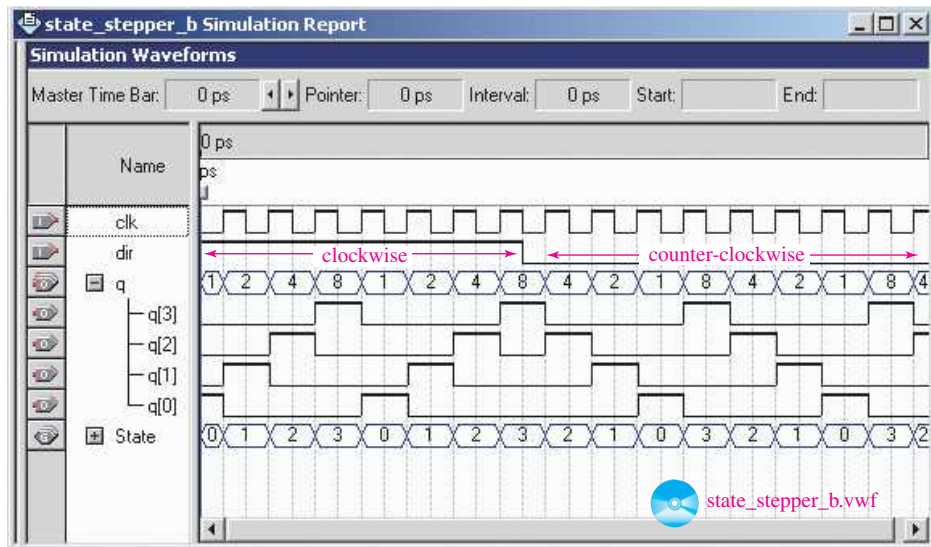 state_stepper_b Simulation Report
Simulation Waveforms
Master Time Bar: 0 ps Pointer: 0 ps Interval: 0 ps Start: End:
Name
0 ps
ps
clk
dir clockwise counter-clockwise
q 1 2 4 8 1 2 4 8 4 2 1 8 4 2 1 8 4
q[3]
q[2]
q[1]
q[0]
State 0 1 2 3 0 1 2 3 2 1 0 3 2 1 0 3 2
state_stepper_b.vwf